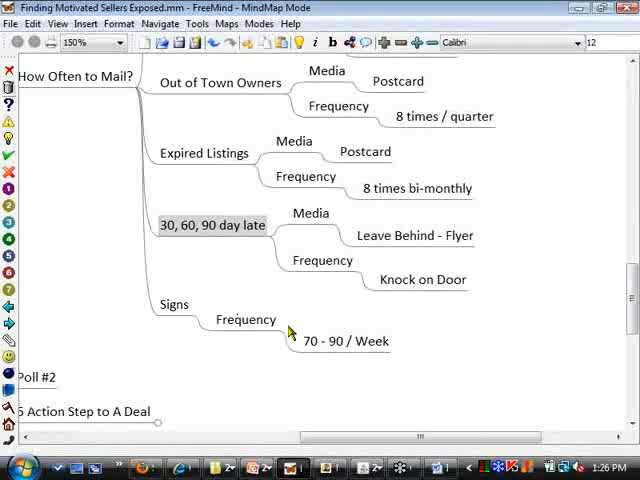 Finding Motivated Sellers Exposed.mm - FreeMind - MindMap Mode
File Edit View Insert Format Navigate Tools Maps Help
150% Calibri 12
How Often to Mail?
Out of Town Owners
Media
Postcard
Frequency
8 times / quarter
Expired Listings
Media
Postcard
Frequency
8 times bi-monthly
30, 60, 90 day late
Media
Leave Behind - Flyer
Frequency
Knock on Door
Signs
Frequency
70 - 90 / Week
Poll #2
5 Action Step to A Deal
1:26 PM